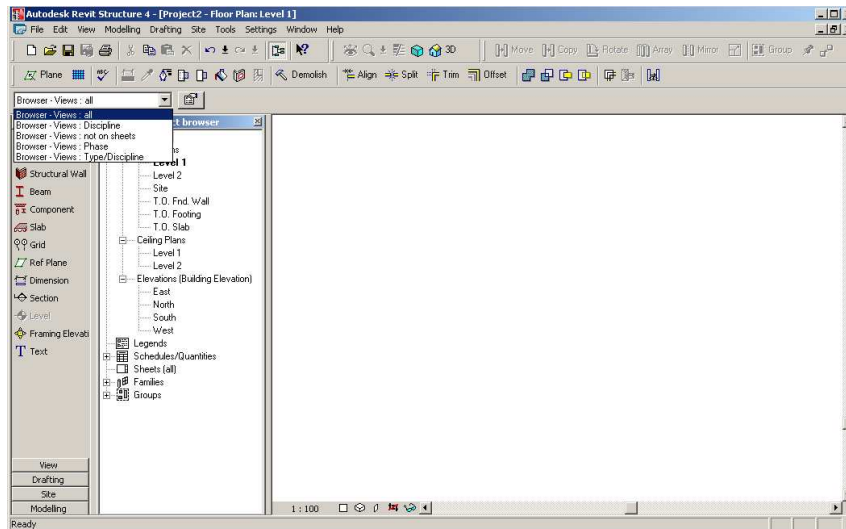 Autodesk Revit Structure 4 - [Project2 - Floor Plan: Level 1]
File Edit View Modelling Drafting Site Tools Settings Window Help
3D Move Copy Rotate Array Mirror Group
Plane Demolish Align Split Trim Offset
Browser - Views : all
Browser - Views : all
Browser - Views : Discipline
Browser - Views : not on sheets
Browser - Views : Phase
Browser - Views : Type/Discipline
t browser
ns
Level 1
Level 2
Site
T.O. Fnd. Wall
T.O. Footing
T.O. Slab
Ceiling Plans
Level 1
Level 2
Elevations (Building Elevation)
East
North
South
West
Legends
Schedules/Quantities
Sheets (all)
Families
Groups
Structural Wall
Beam
Component
Slab
Grid
Ref Plane
Dimension
Section
Level
Framing Elevati
Text
View
Drafting
Site
Modelling
1 : 100
Ready